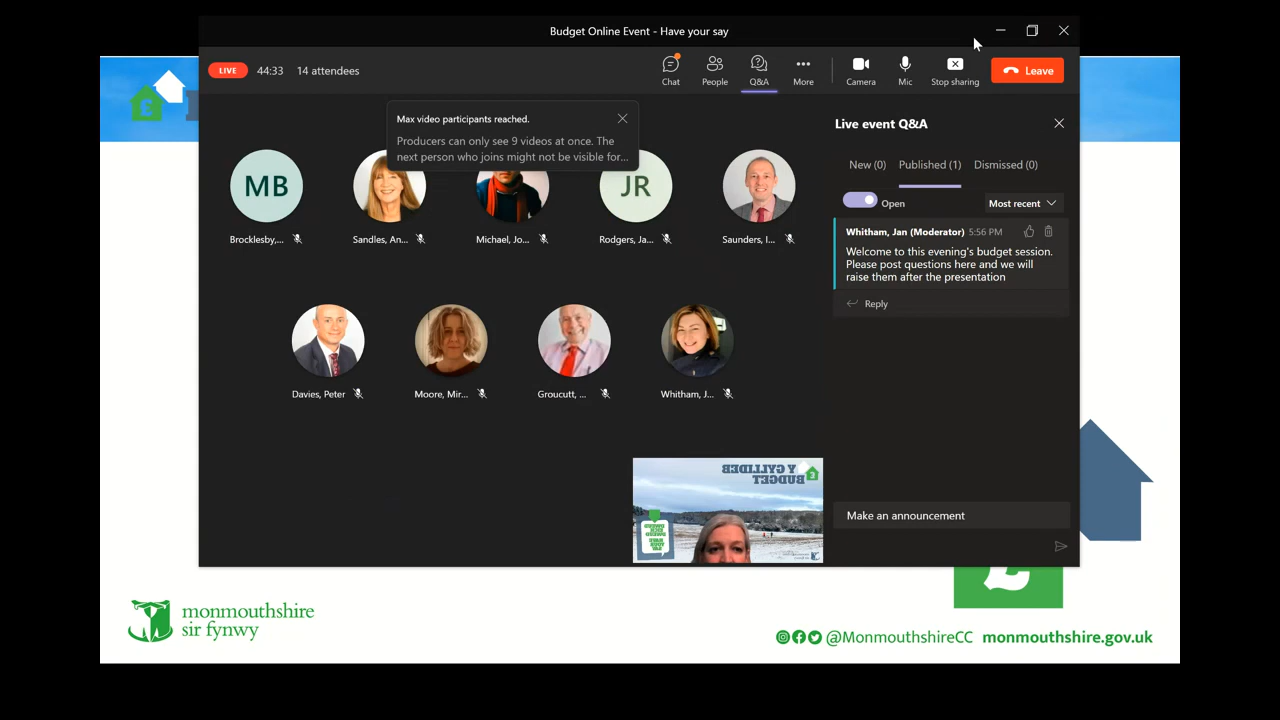 Budget Online Event - Have your say
LIVE
44:33
14 attendees
Chat
People
Q&A
More
Camera
Mic
Stop sharing
Leave
Max video participants reached.
Producers can only see 9 videos at once. The
next person who joins might not be visible for...
MB
JR
Brocklesby,...
Sandles, An...
Michael, Jo...
Rodgers, Ja...
Saunders, I...
Davies, Peter
Moore, Mir...
Groucutt, ...
Whitham, J...
Live event Q&A
New (0)
Published (1)
Dismissed (0)
Open
Most recent
Whitham, Jan (Moderator) 5:56 PM
Welcome to this evening's budget session.
Please post questions here and we will
raise them after the presentation
Reply
Make an announcement
Y GYLLIDEB
BUDGET
monmouthshire
sir fynwy
@MonmouthshireCC monmouthshire.gov.uk